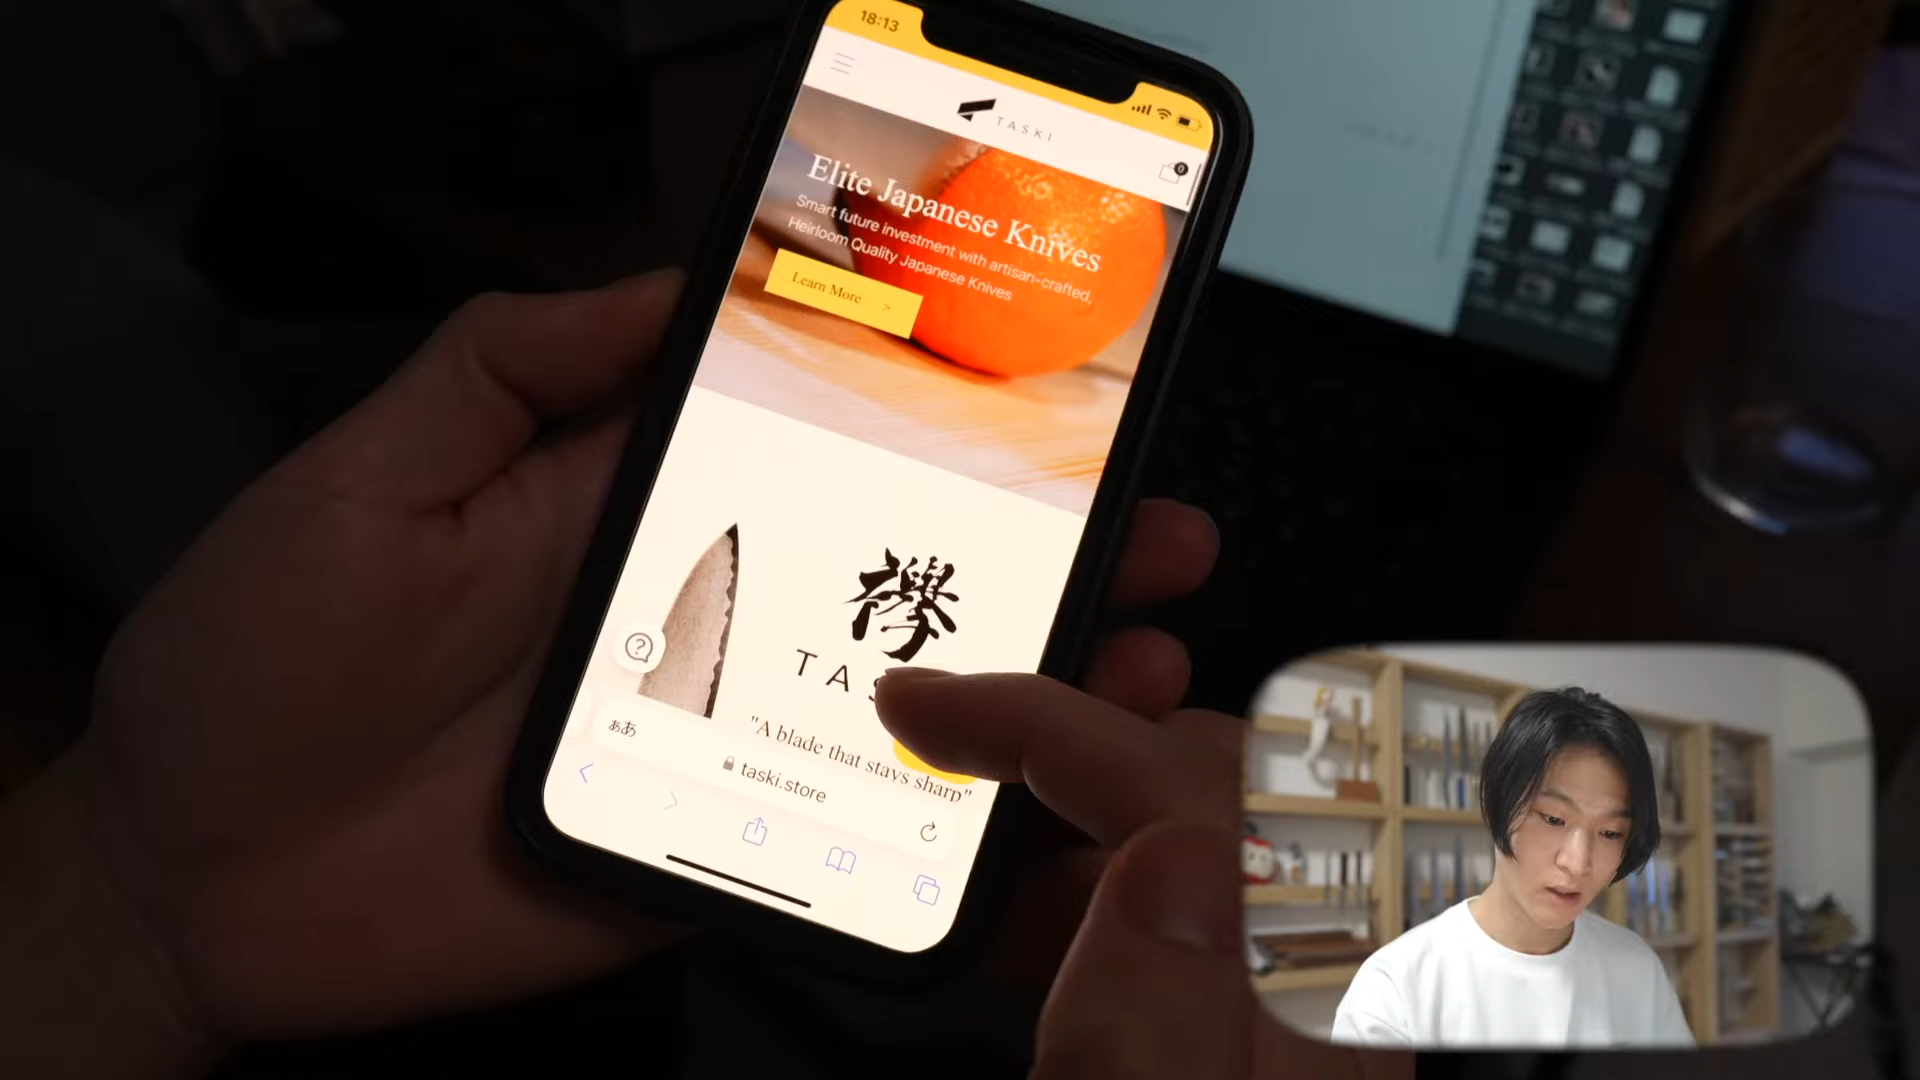 18:13
TASKI
0
Elite Japanese Knives
Smart future investment with artisan-crafted,
Heirloom Quality Japanese Knives
Learn More >
襷
"A blade that stays sharp"
ぁあ
taski.store